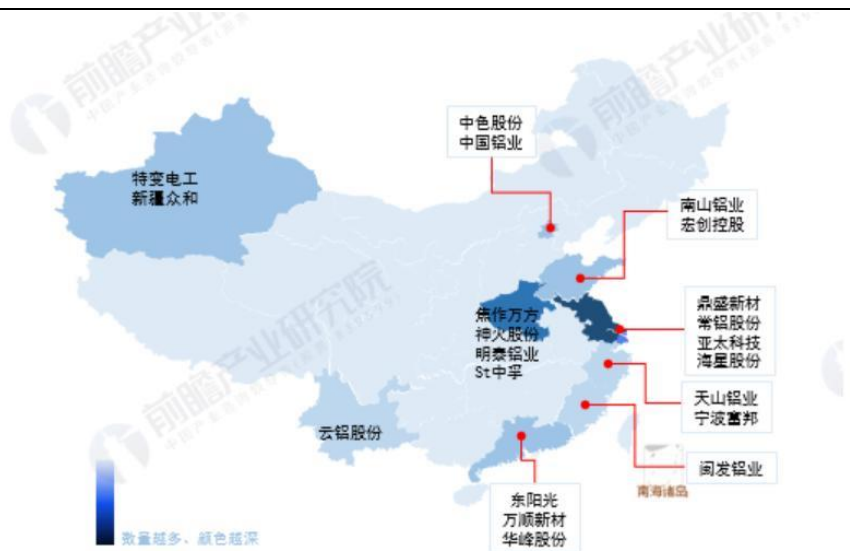 前瞻产业研究院
中色股份
中国铝业
特变电工
新疆众和
南山铝业
宏创控股
鼎盛新材
常铝股份
亚太科技
海星股份
焦作万方
神火股份
明泰铝业
St中孚
天山铝业
宁波富邦
云铝股份
闽发铝业
东阳光
万顺新材
华峰股份
南海诸岛
数量越多、颜色越深